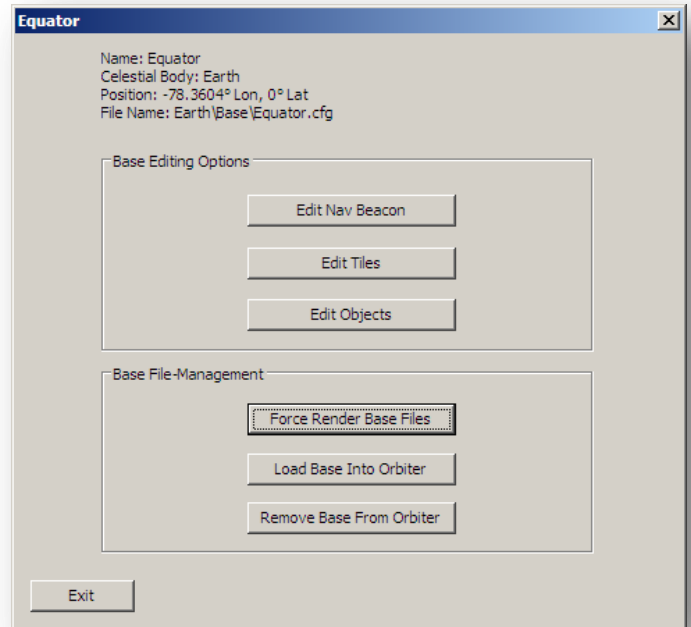 Equator
Name: Equator
Celestial Body: Earth
Position: -78.3604° Lon, 0° Lat
File Name: Earth\Base\Equator.cfg
Base Editing Options
Edit Nav Beacon
Edit Tiles
Edit Objects
Base File-Management
Force Render Base Files
Load Base Into Orbiter
Remove Base From Orbiter
Exit